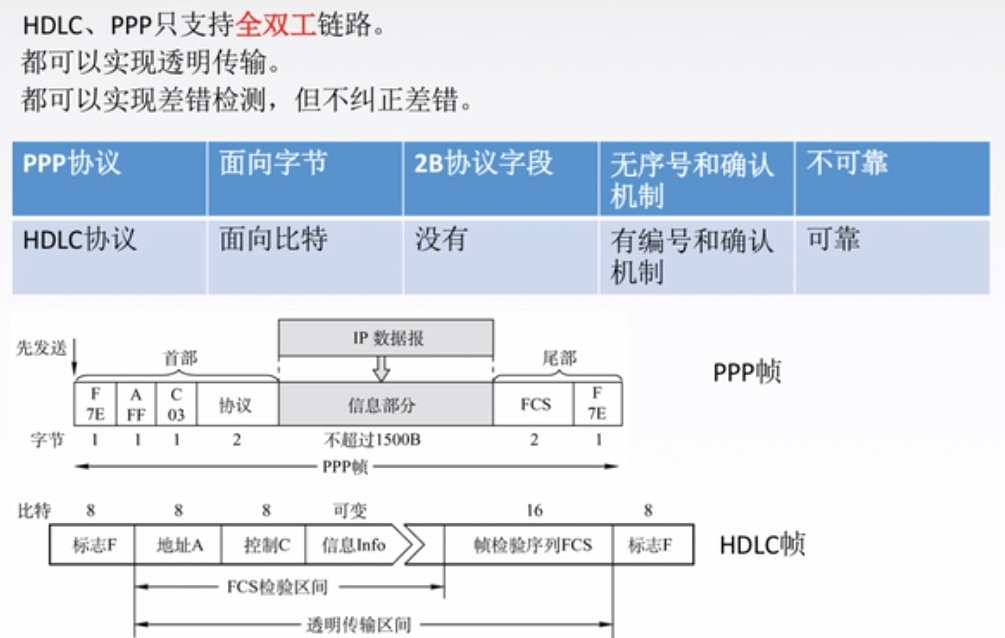 HDLC、PPP只支持全双工链路。
都可以实现透明传输。
都可以实现差错检测，但不纠正差错。
PPP协议 面向字节 2B协议字段 无序号和确认机制 不可靠
HDLC协议 面向比特 没有 有编号和确认机制 可靠
IP 数据报
先发送 首部 尾部
PPP帧
F 7E A FF C 03 协议 信息部分 FCS F 7E
字节 1 1 1 2 不超过1500B 2 1
PPP帧
比特 8 8 8 可变 16 8
标志F 地址A 控制C 信息Info 帧检验序列FCS 标志F HDLC帧
FCS检验区间
透明传输区间